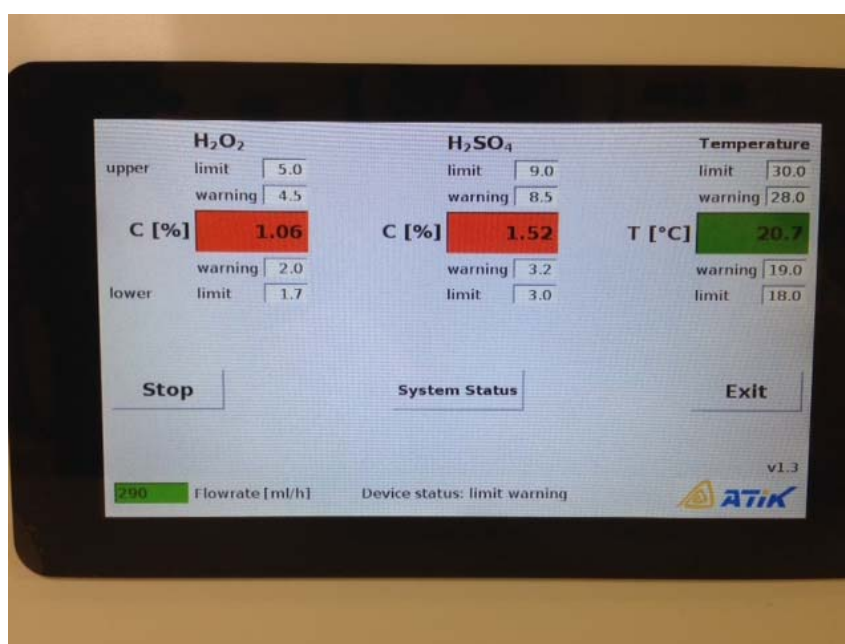 H₂O₂ H₂SO₄ Temperature
upper limit 5.0 limit 9.0 limit 30.0
warning 4.5 warning 8.5 warning 28.0
C [%] 1.06 C [%] 1.52 T [°C] 20.7
warning 2.0 warning 3.2 warning 19.0
lower limit 1.7 limit 3.0 limit 18.0
Stop System Status Exit
v1.3
290 Flowrate [ml/h] Device status: limit warning ATiK